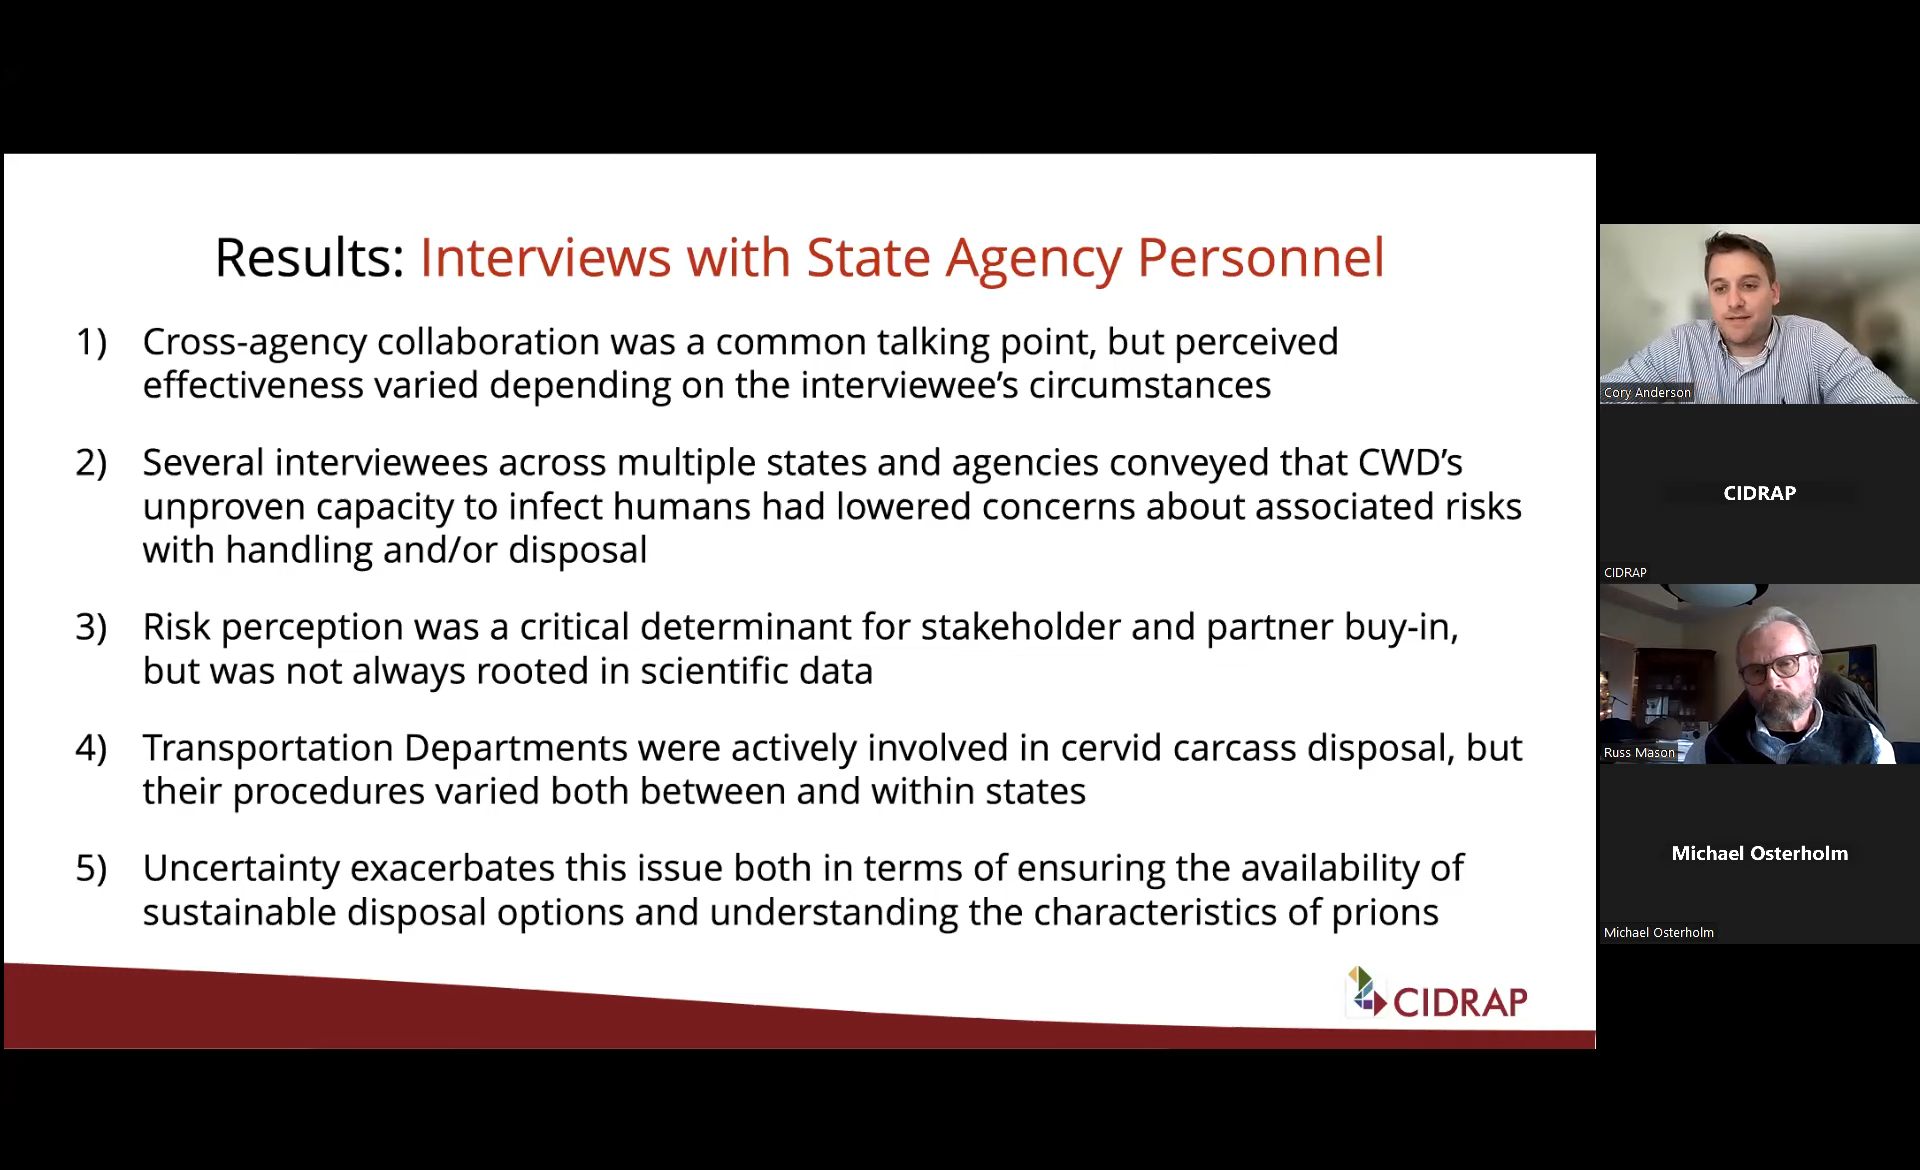 Results: Interviews with State Agency Personnel
1) Cross-agency collaboration was a common talking point, but perceived
effectiveness varied depending on the interviewee’s circumstances
2) Several interviewees across multiple states and agencies conveyed that CWD’s
unproven capacity to infect humans had lowered concerns about associated risks
with handling and/or disposal
3) Risk perception was a critical determinant for stakeholder and partner buy-in,
but was not always rooted in scientific data
4) Transportation Departments were actively involved in cervid carcass disposal, but
their procedures varied both between and within states
5) Uncertainty exacerbates this issue both in terms of ensuring the availability of
sustainable disposal options and understanding the characteristics of prions
CIDRAP
Cory Anderson
CIDRAP
CIDRAP
Russ Mason
Michael Osterholm
Michael Osterholm